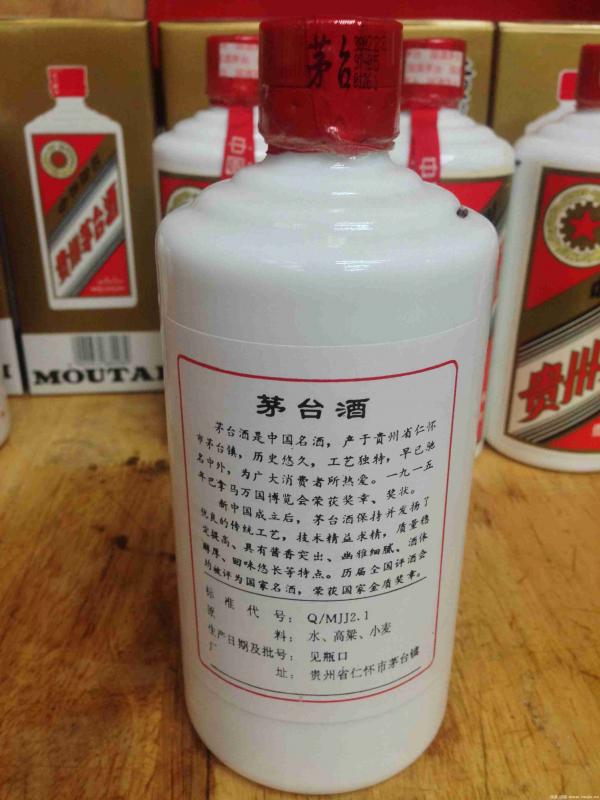 茅台
茅台酒
茅台酒是中国名酒，产于贵州省仁怀
市茅台镇，历史悠久，工艺独特，早已驰
名中外，为广大消费者所热爱。一九一五
年巴拿马万国博览会荣获奖章、奖状。
新中国成立后，茅台酒保持并发扬了
优良的传统工艺，技术精益求精，质量稳
定提高、具有酱香突出、幽雅细腻、酒体
醇厚、回味悠长等特点。历届全国评酒会
均被评为国家名酒，荣获国家金质奖章。
标准代号：Q/MJJ2.1
原料：水、高粱、小麦
生产日期及批号：见瓶口
厂址：贵州省仁怀市茅台镇
贵州茅台酒
MOUTAI
贵州